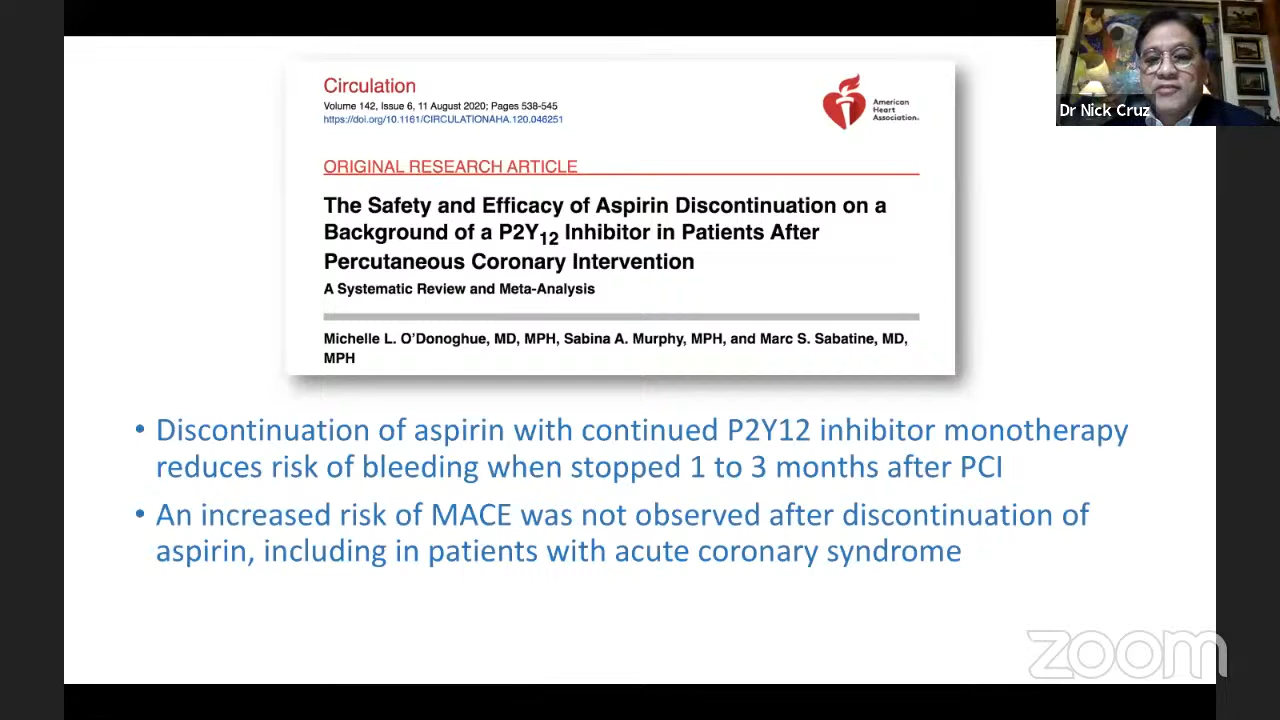 Circulation
Volume 142, Issue 6, 11 August 2020; Pages 538-545
https://doi.org/10.1161/CIRCULATIONAHA.120.046251
American
Heart
Association.
Dr Nick Cruz
ORIGINAL RESEARCH ARTICLE
The Safety and Efficacy of Aspirin Discontinuation on a
Background of a P2Y12 Inhibitor in Patients After
Percutaneous Coronary Intervention
A Systematic Review and Meta-Analysis
Michelle L. O'Donoghue, MD, MPH, Sabina A. Murphy, MPH, and Marc S. Sabatine, MD,
MPH
• Discontinuation of aspirin with continued P2Y12 inhibitor monotherapy
reduces risk of bleeding when stopped 1 to 3 months after PCI
• An increased risk of MACE was not observed after discontinuation of
aspirin, including in patients with acute coronary syndrome
zoom